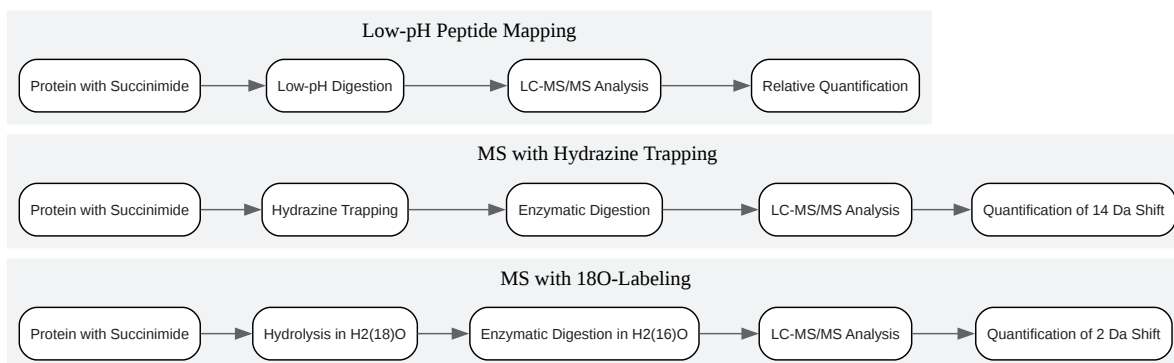 Low-pH Peptide Mapping
Protein with Succinimide
Low-pH Digestion
LC-MS/MS Analysis
Relative Quantification
MS with Hydrazine Trapping
Protein with Succinimide
Hydrazine Trapping
Enzymatic Digestion
LC-MS/MS Analysis
Quantification of 14 Da Shift
MS with 18O-Labeling
Protein with Succinimide
Hydrolysis in H2(18)O
Enzymatic Digestion in H2(16)O
LC-MS/MS Analysis
Quantification of 2 Da Shift